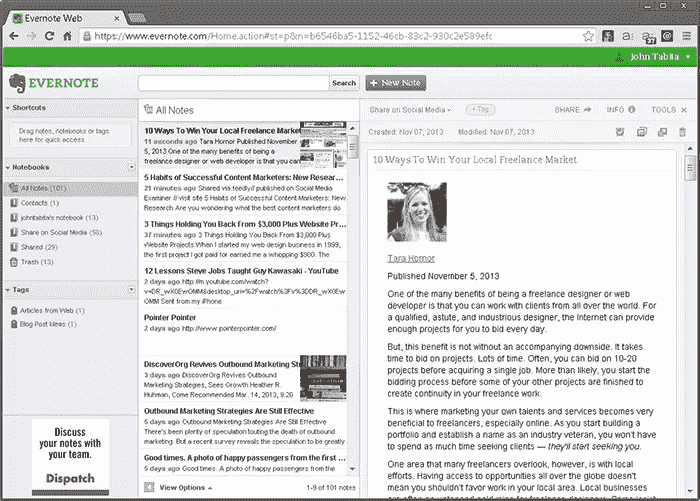 Evernote Web
https://www.evernote.com/Home.action#st=p&n=b6546ba5-1152-46cb-83c2-930c2e589efc
John Tabita
EVERNOTE
Search
+ New Note
Shortcuts
Drag notes, notebooks or tags
here for quick access
Notebooks
All Notes (101)
Contacts (1)
johntabita's notebook (13)
Share on Social Media (58)
Shared (29)
Trash (13)
Tags
Articles from Web (1)
Blog Post Ideas (1)
Discuss
your notes with
your team.
Dispatch
All Notes
10 Ways To Win Your Local Freelance Market
11 seconds ago Tara Hornor Published November
5, 2013 One of the many benefits of being a
freelance designer or web developer is that you can
5 Habits of Successful Content Marketers: New Resear...
21 minutes ago Shared via feedly// published on Social Media
Examiner // visit site 5 Habits of Successful Content Marketers: New
Research Are you wondering what the best content marketers do
3 Things Holding You Back From $3,000 Plus Website Pr...
37 minutes ago 3 Things Holding You Back From $3,000 Plus
Website Projects When I start my web design business in 1999,
the first project I got paid for earned me a whopping $900. The
12 Lessons Steve Jobs Taught Guy Kawasaki - YouTube
2 days ago http://m.youtube.com/watch?
OMM Sent from my iPhone
Pointer Pointer
2 days ago http://www.pointerpointer.com/
DiscoverOrg Revives Outbound Marketing St
3 days ago DiscoverOrg Revives Outbound
Marketing Strategies, Sees Growth Heather R.
Huhman, Come Recommended Mar. 14, 2013, 9:20
Outbound Marketing Strategies Are Still Effective
5 days ago Outbound Marketing Strategies Are Still Effective
There's been plenty of speculation touting the death of outbound
marketing. But a recent survey reveals the speculation to be greatly
Good times. A photo of happy passengers from the first ...
5 days ago Good times. A photo of happy passengers from the
View Options
1-9 of 101 notes
Share on Social Media
+ Tag
SHARE
INFO
TOOLS
Created: Nov 07, 2013
Modified: Nov 07, 2013
10 Ways To Win Your Local Freelance Market
Tara Hornor
Published November 5, 2013
One of the many benefits of being a freelance designer or web
developer is that you can work with clients from all over the world. For
a qualified, astute, and industrious designer, the Internet can provide
enough projects for you to bid every day.
But, this benefit is not without an accompanying downside. It takes
time to bid on projects. Lots of time. Often, you can bid on 10-20
projects before acquiring a single job. More than likely, you start the
bidding process before some of your other projects are finished to
create continuity in your freelance work.
This is where marketing your own talents and services becomes very
beneficial to freelancers, especially online. As you start building a
portfolio and establish a name as an industry veteran, you won't have
to spend as much time seeking clients — they'll start seeking you.
One area that many freelancers overlook, however, is with local
efforts. Having access to opportunities all over the globe doesn't
mean you shouldn't favor work in your local area. Local businesses